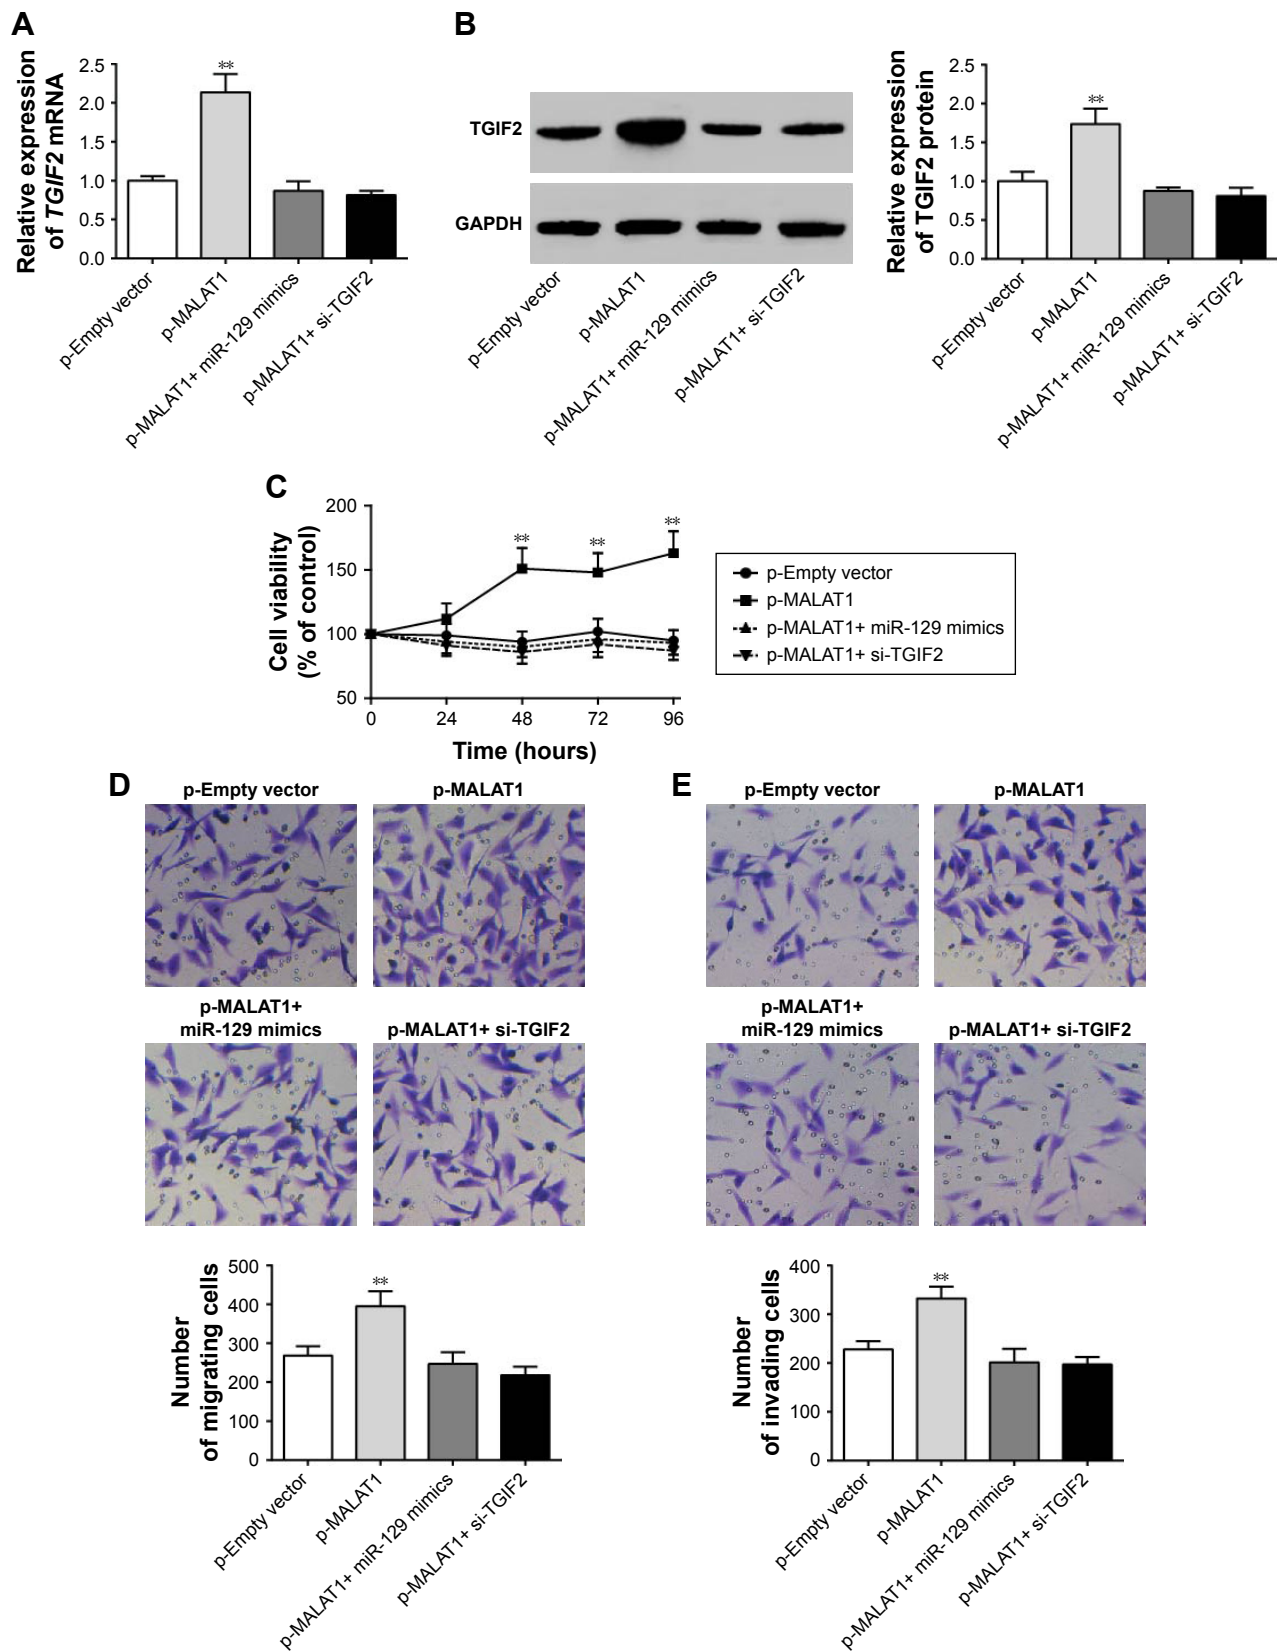 A
Relative expression
of TGIF2 mRNA
2.5
2.0
1.5
1.0
0.5
0.0
**
p-Empty vector
p-MALAT1
p-MALAT1+ miR-129 mimics
p-MALAT1+ si-TGIF2
B
TGIF2
GAPDH
p-Empty vector
p-MALAT1
p-MALAT1+ miR-129 mimics
p-MALAT1+ si-TGIF2
Relative expression
of TGIF2 protein
2.5
2.0
1.5
1.0
0.5
0.0
**
p-Empty vector
p-MALAT1
p-MALAT1+ miR-129 mimics
p-MALAT1+ si-TGIF2
C
Cell viability
(% of control)
200
150
100
50
** ** **
0 24 48 72 96
Time (hours)
p-Empty vector
p-MALAT1
p-MALAT1+ miR-129 mimics
p-MALAT1+ si-TGIF2
D
p-Empty vector
p-MALAT1
p-MALAT1+
miR-129 mimics
p-MALAT1+ si-TGIF2
Number
of migrating cells
500
400
300
200
100
0
**
p-Empty vector
p-MALAT1
p-MALAT1+ miR-129 mimics
p-MALAT1+ si-TGIF2
E
p-Empty vector
p-MALAT1
p-MALAT1+
miR-129 mimics
p-MALAT1+ si-TGIF2
Number
of invading cells
400
300
200
100
0
**
p-Empty vector
p-MALAT1
p-MALAT1+ miR-129 mimics
p-MALAT1+ si-TGIF2